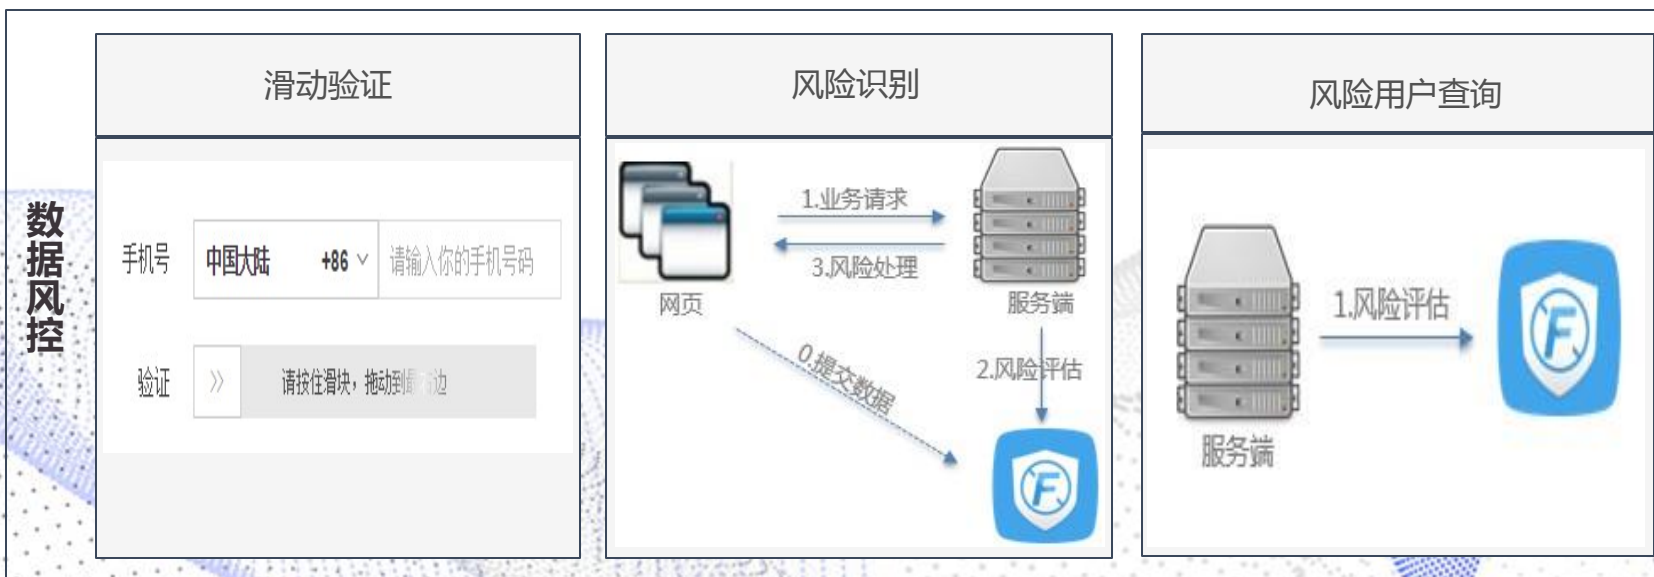 数据风控
滑动验证
手机号
中国大陆 +86
请输入你的手机号码
验证
请按住滑块，拖动到最右边
风险识别
1.业务请求
3.风险处理
网页
服务端
0.提交数据
2.风险评估
F
风险用户查询
1.风险评估
服务端
F